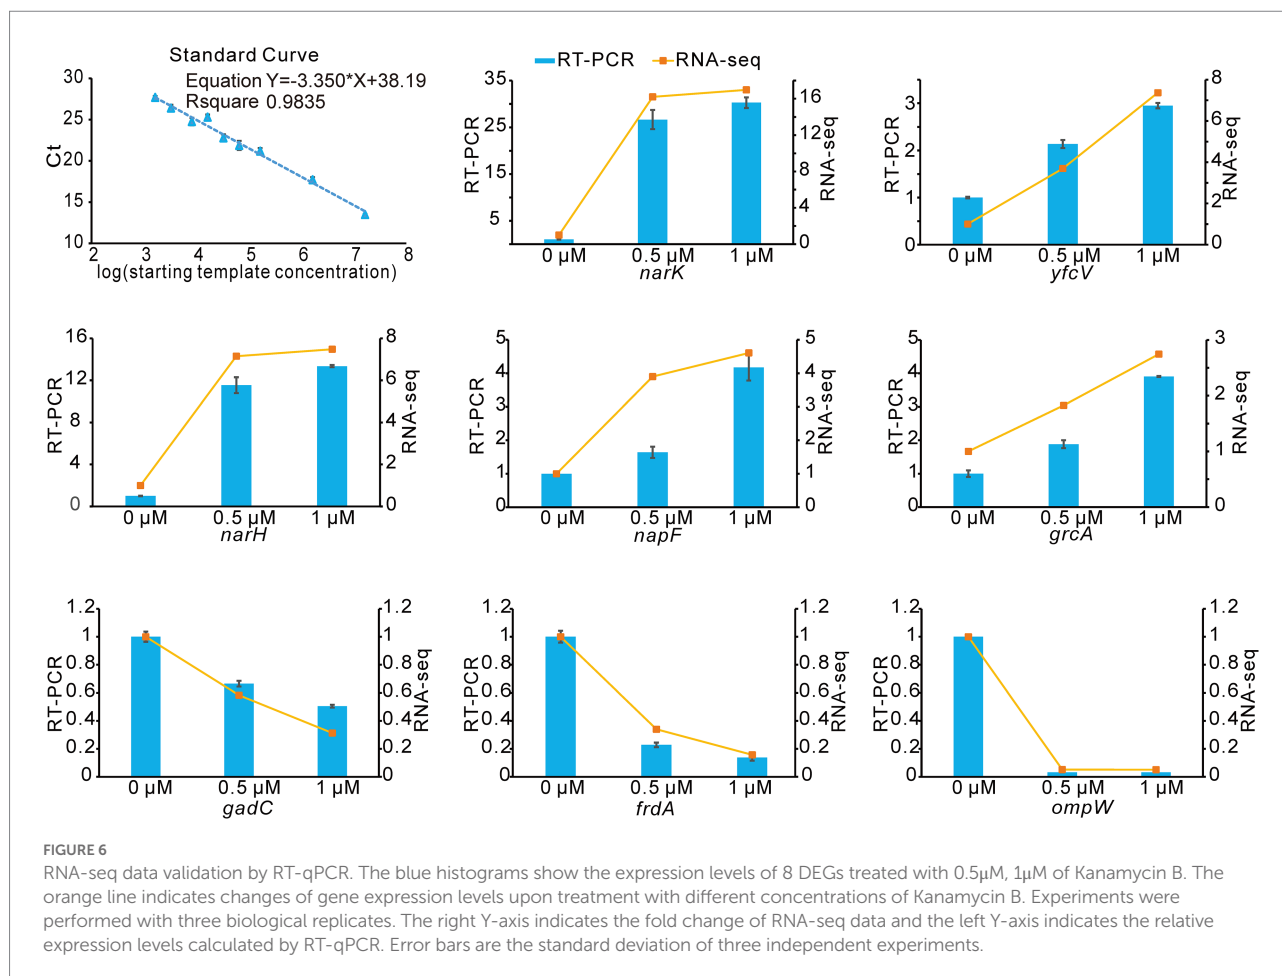 Standard Curve
Equation Y=-3.350*X+38.19
Rsquare 0.9835
30
25
20
15
10
Ct
2 3 4 5 6 7 8
log(starting template concentration)
RT-PCR RNA-seq
35
25
15
5
RT-PCR
16
12
8
4
0
RNA-seq
0 µM 0.5 µM 1 µM
narK
3
2
1
0
RT-PCR
8
6
4
2
0
RNA-seq
0 µM 0.5 µM 1 µM
yfcV
16
12
8
4
0
RT-PCR
8
6
4
2
0
RNA-seq
0 µM 0.5 µM 1 µM
narH
5
4
3
2
1
0
RT-PCR
5
4
3
2
1
0
RNA-seq
0 µM 0.5 µM 1 µM
napF
5
4
3
2
1
0
RT-PCR
3
2
1
0
RNA-seq
0 µM 0.5 µM 1 µM
grcA
1.2
1
0.8
0.6
0.4
0.2
0
RT-PCR
1.2
1
0.8
0.6
0.4
0.2
0
RNA-seq
0 µM 0.5 µM 1 µM
gadC
1.2
1
0.8
0.6
0.4
0.2
0
RT-PCR
1.2
1
0.8
0.6
0.4
0.2
0
RNA-seq
0 µM 0.5 µM 1 µM
frdA
1.2
1
0.8
0.6
0.4
0.2
0
RT-PCR
1.2
1
0.8
0.6
0.4
0.2
0
RNA-seq
0 µM 0.5 µM 1 µM
ompW
FIGURE 6
RNA-seq data validation by RT-qPCR. The blue histograms show the expression levels of 8 DEGs treated with 0.5μM, 1μM of Kanamycin B. The
orange line indicates changes of gene expression levels upon treatment with different concentrations of Kanamycin B. Experiments were
performed with three biological replicates. The right Y-axis indicates the fold change of RNA-seq data and the left Y-axis indicates the relative
expression levels calculated by RT-qPCR. Error bars are the standard deviation of three independent experiments.